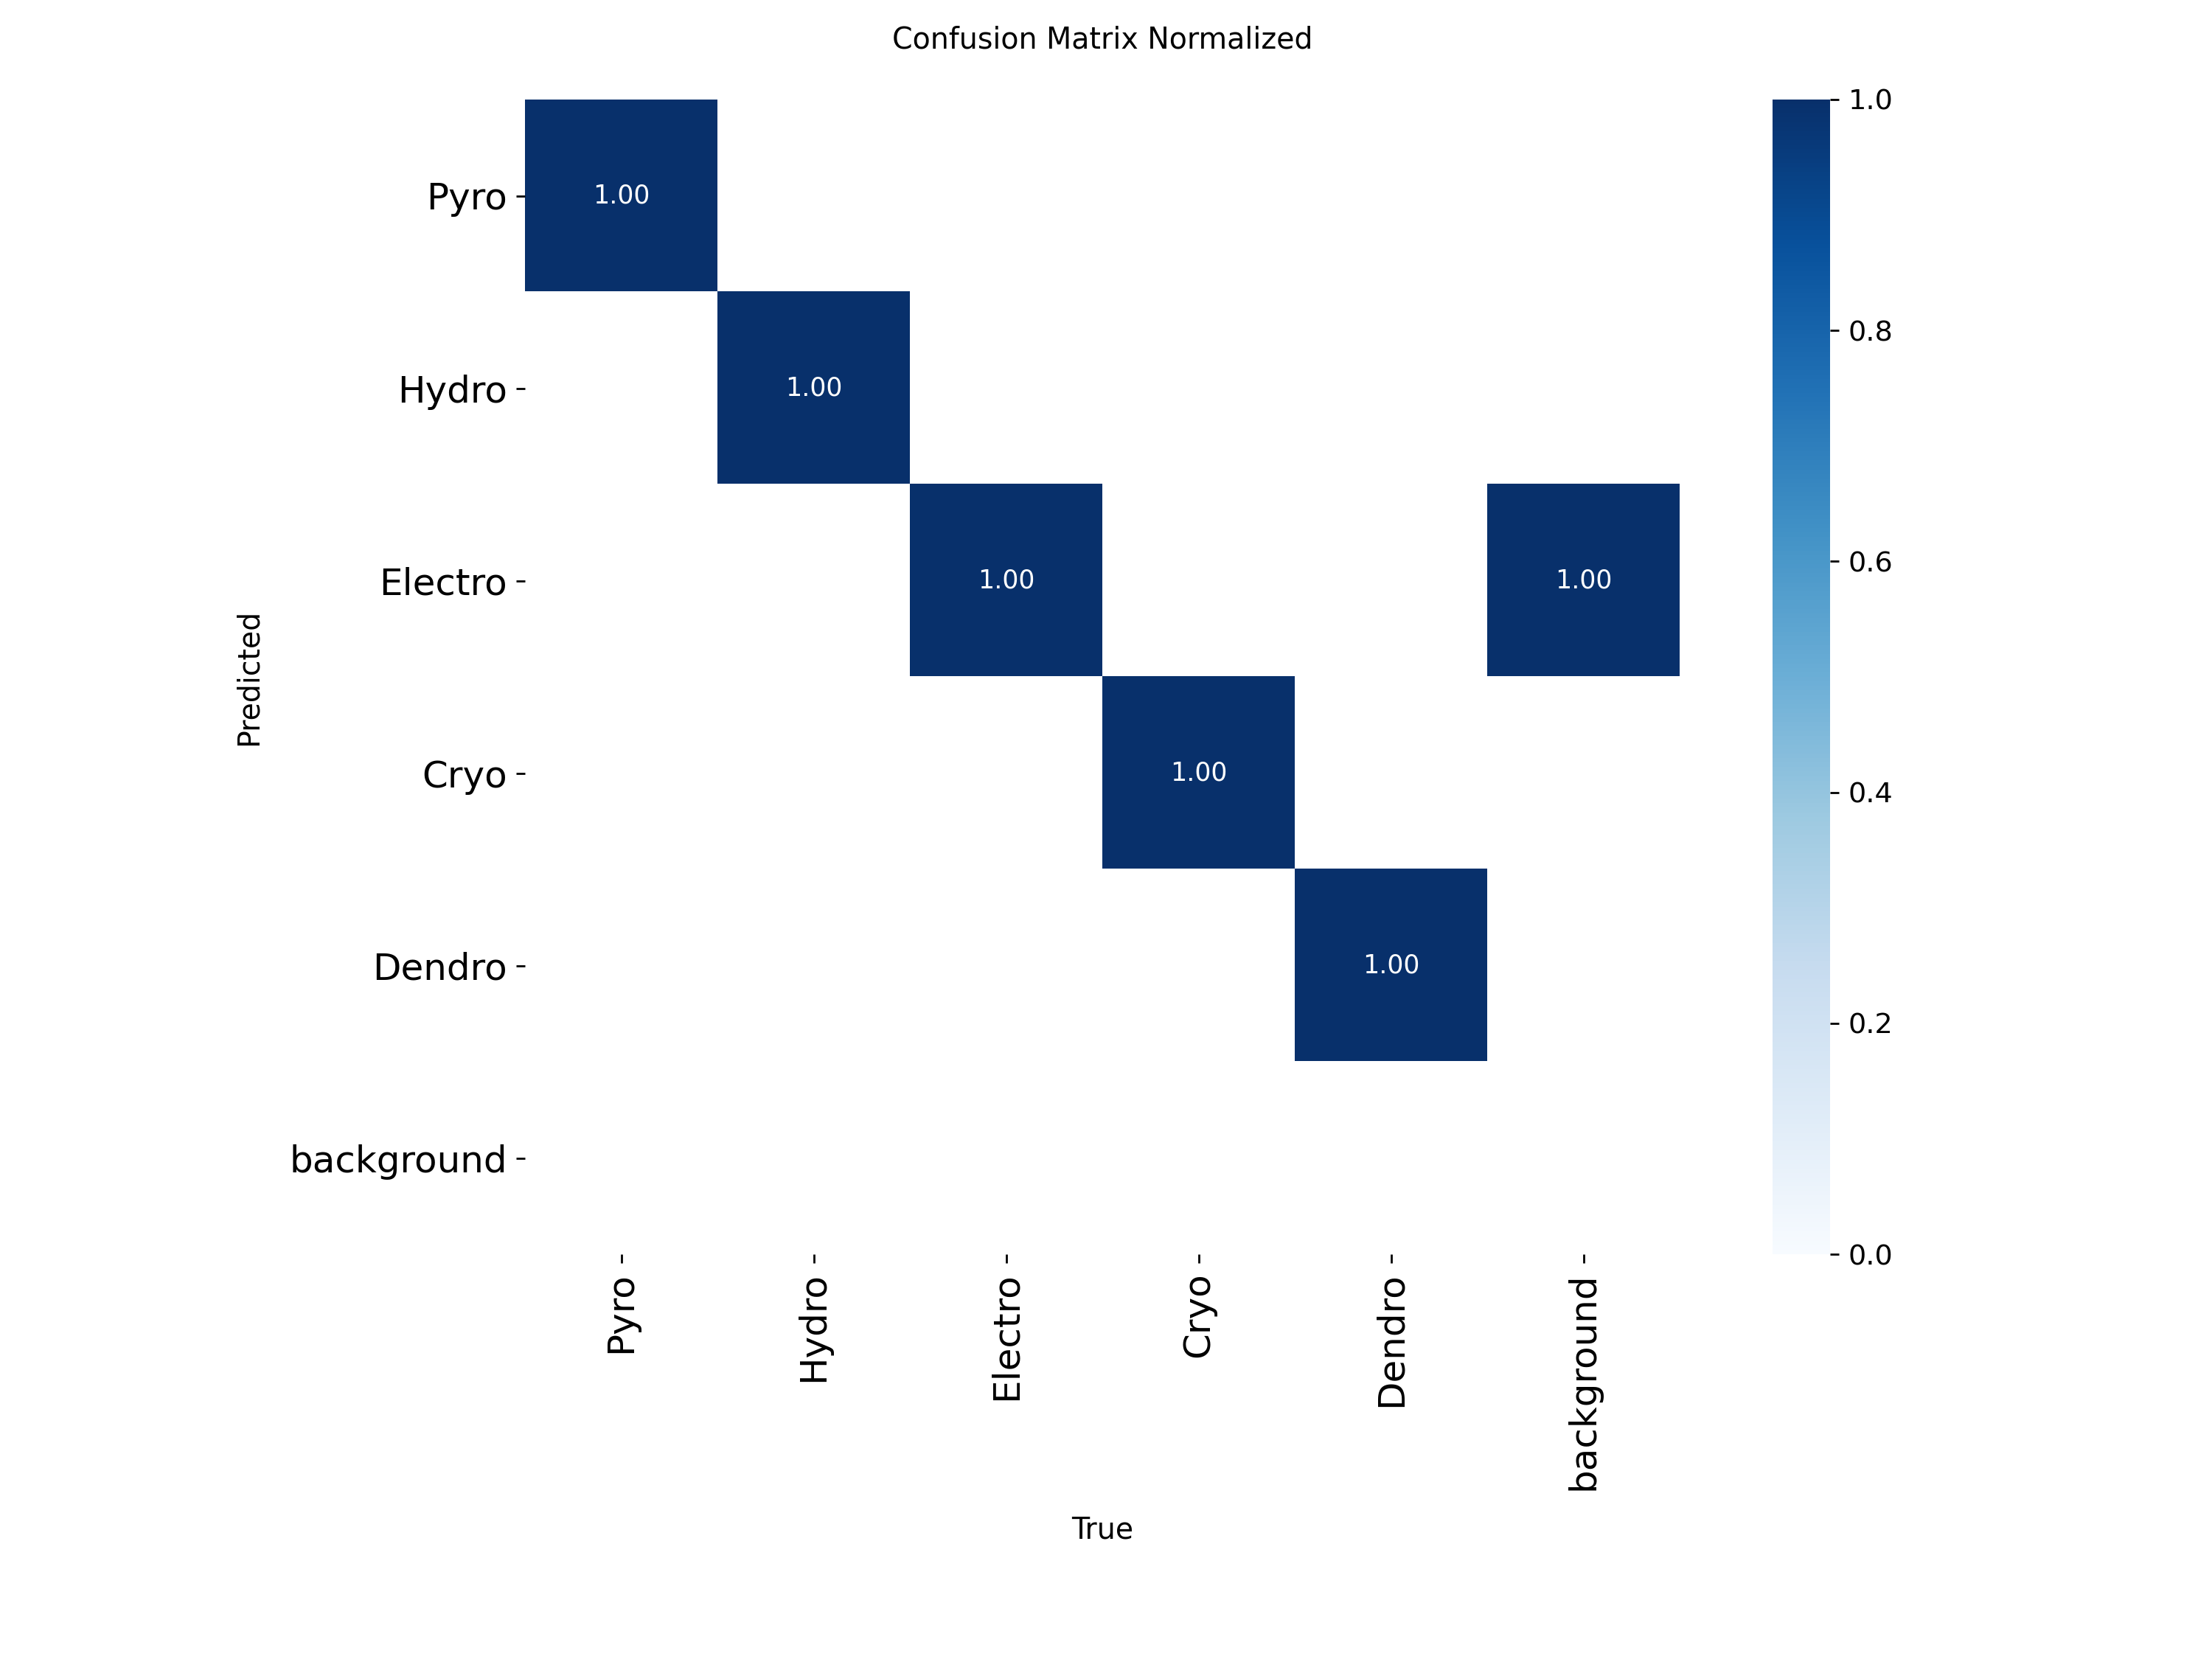 Confusion Matrix Normalized
Pyro
Hydro
Electro
Cryo
Dendro
background
Predicted
1.00
1.00
1.00 1.00
1.00
1.00
Pyro
Hydro
Electro
Cryo
Dendro
background
True
1.0
0.8
0.6
0.4
0.2
0.0